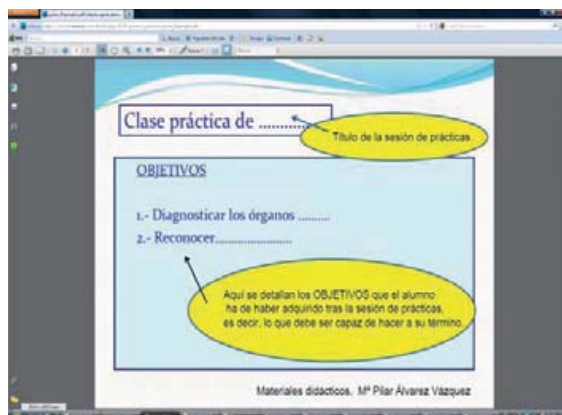 Clase práctica de ............
Título de la sesión de prácticas
OBJETIVOS
1.- Diagnosticar los órganos .........
2.- Reconocer......................
Aquí se detallan los OBJETIVOS que el alumno
ha de haber adquirido tras la sesión de prácticas,
es decir, lo que debe ser capaz de hacer a su término.
Materiales didácticos, Mª Pilar Álvarez Vázquez